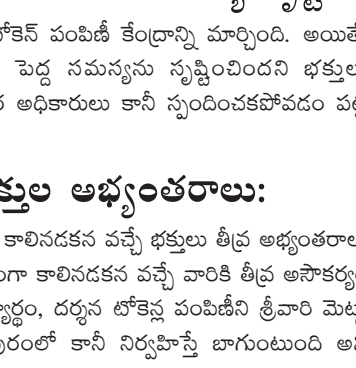 టోకెన్ పంపిణీ కేంద్రాన్ని మార్చింది. అయితే
పెద్ద సమస్యను సృష్టించిందని భక్తుల
అధికారులు కానీ స్పందించకపోవడం పట్ల
క్తుల అభ్యంతరాలు:
కాలినడకన వచ్చే భక్తులు తీవ్ర అభ్యంతరాల
ంగా కాలినడకన వచ్చే వారికి తీవ్ర అసౌకర్య
దర్శన టోకెన్ల పంపిణీని శ్రీవారి మెట్ల
పురంలో కానీ నిర్వహిస్తే బాగుంటుంది అ